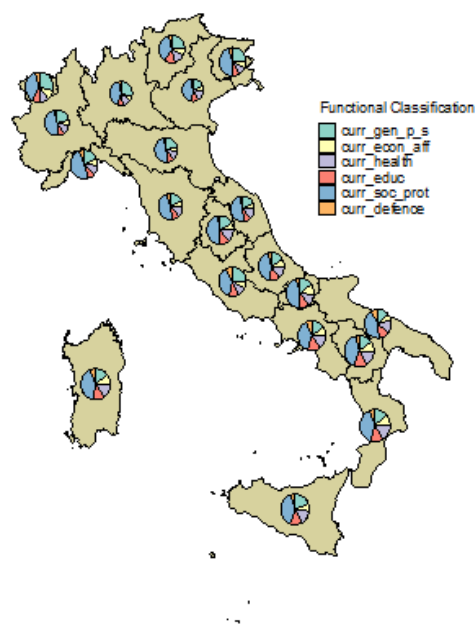 Functional Classification
curr_gen_p_s
curr_econ_aff
curr_health
curr_educ
curr_soc_prot
curr_defence